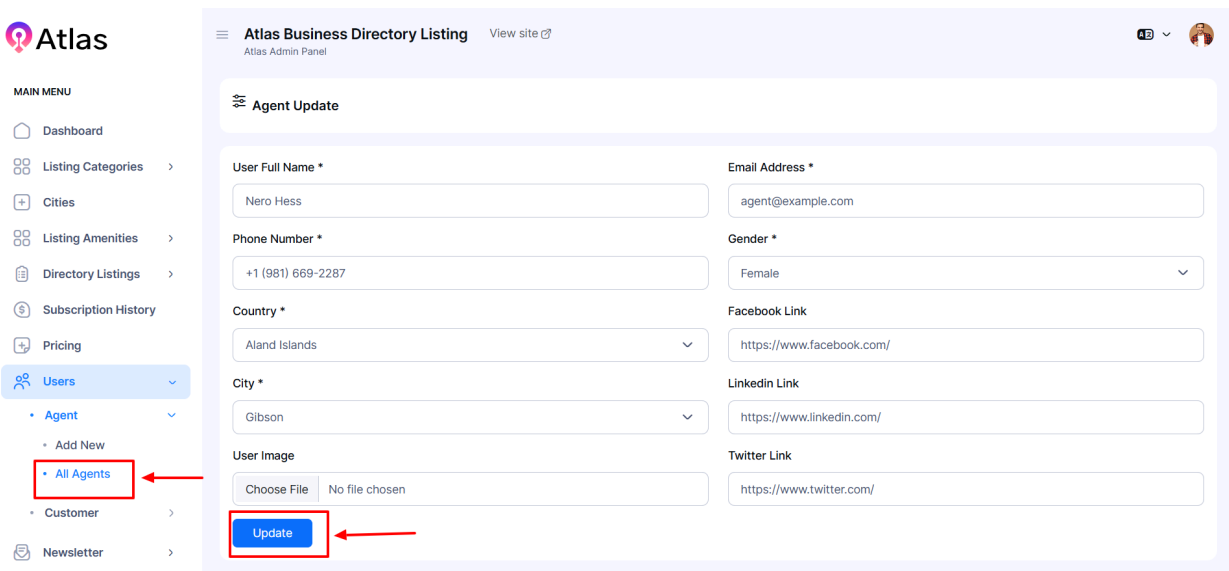 Atlas
MAIN MENU
Dashboard
Listing Categories
Cities
Listing Amenities
Directory Listings
Subscription History
Pricing
Users
Agent
Add New
All Agents
Customer
Newsletter
Atlas Business Directory Listing
View site
Atlas Admin Panel
Agent Update
User Full Name *
Nero Hess
Email Address *
agent@example.com
Phone Number *
+1 (981) 669-2287
Gender *
Female
Country *
Aland Islands
Facebook Link
https://www.facebook.com/
City *
Gibson
Linkedin Link
https://www.linkedin.com/
User Image
Choose File No file chosen
Twitter Link
https://www.twitter.com/
Update